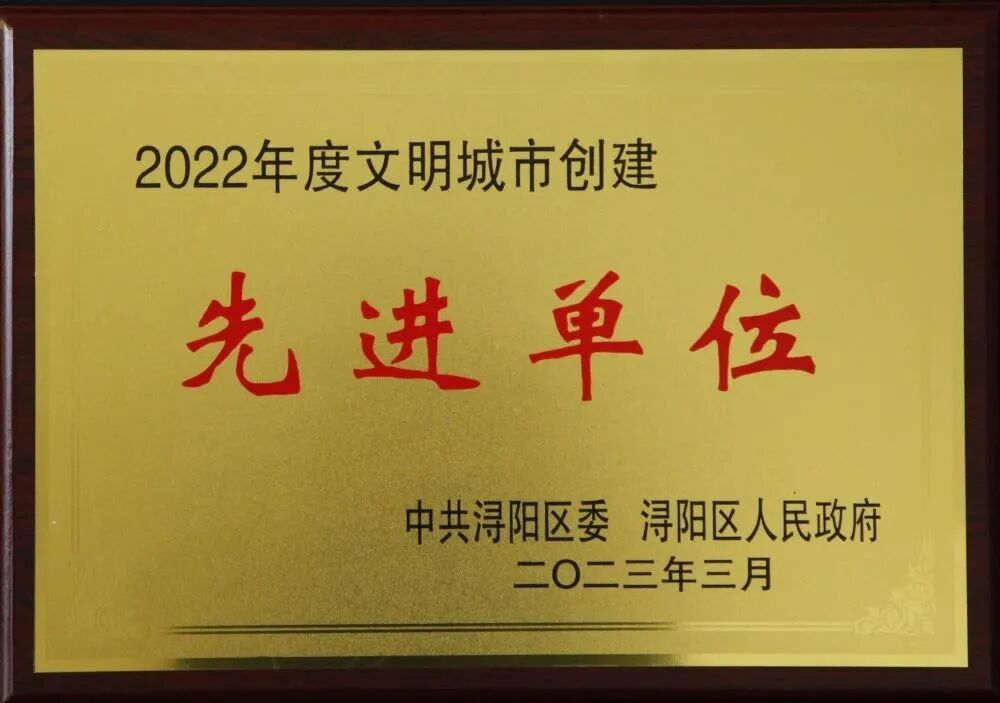 2022年度文明城市创建
先进单位
中共浔阳区委 浔阳区人民政府
二〇二三年三月